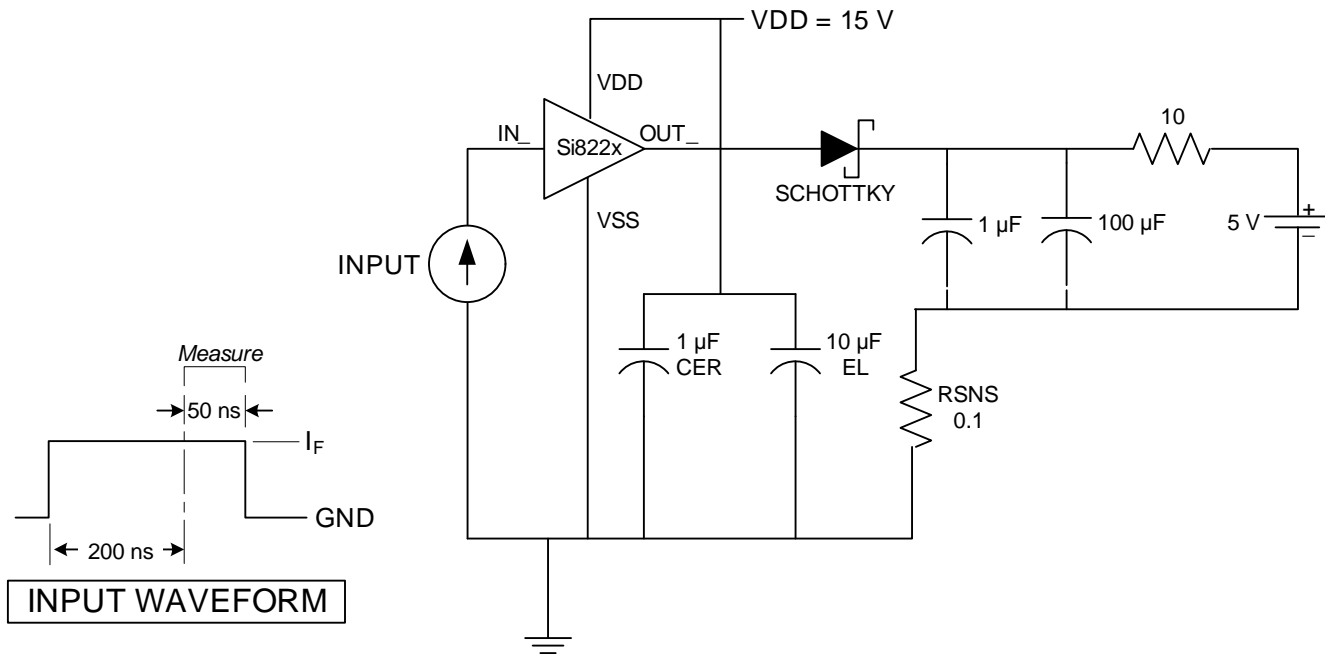 VDD = 15 V
VDD
10
IN_
OUT_
Si822x
SCHOTTKY
VSS
1 µF
100 µF
5 V
+
–
INPUT
1 µF
CER
10 µF
EL
RSNS
0.1
Measure
50 ns
IF
GND
200 ns
INPUT WAVEFORM